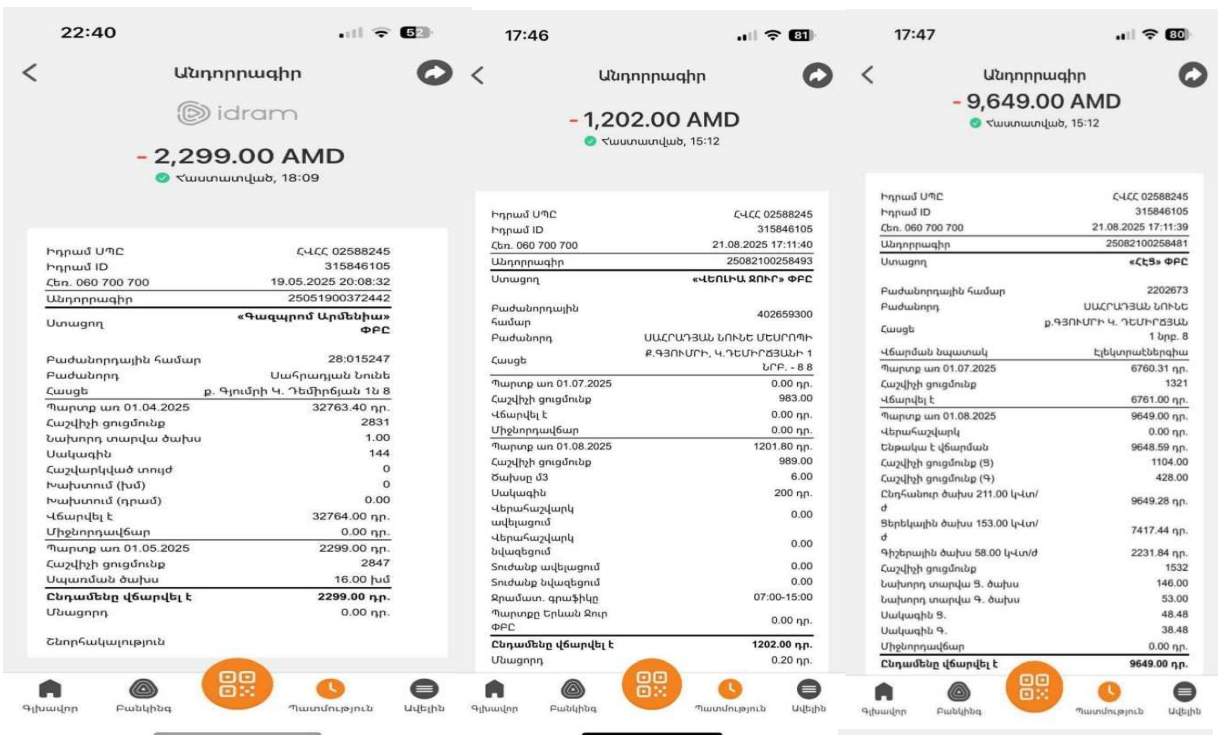 22:40
52
Անդորրագիր
idram
- 2,299.00 AMD
Հաստատված, 18:09
Իդրամ ՍՊԸ ՀՎՀՀ 02588245
Իդրամ ID 315846105
Հեռ. 060 700 700 19.05.2025 20:08:32
Անդորրագիր 25051900372442
Ստացող «Գազպրոմ Արմենիա»
ՓԲԸ
Բաժանորդային համար 28:015247
Բաժանորդ Սահրադյան Նունե
Հասցե ք. Գյումրի Կ. Դեմիրճյան 1ն 8
Պարտք առ 01.04.2025 32763.40 դր.
Հաշվիչի ցուցմունք 2831
Նախորդ տարվա ծախս 1.00
Սակագին 144
Հաշվարկված տույժ 0
Խախտում (խմ) 0
Խախտում (դրամ) 0.00
Վճարվել է 32764.00 դր.
Միջնորդավճար 0.00 դր.
Պարտք առ 01.05.2025 2299.00 դր.
Հաշվիչի ցուցմունք 2847
Սպառման ծախս 16.00 խմ
Ընդամենը վճարվել է 2299.00 դր.
Մնացորդ 0.00 դր.
Շնորհակալություն
Գլխավոր Բանկինգ Պատմություն Ավելին
17:46
81
Անդորրագիր
- 1,202.00 AMD
Հաստատված, 15:12
Իդրամ ՍՊԸ ՀՎՀՀ 02588245
Իդրամ ID 315846105
Հեռ. 060 700 700 21.08.2025 17:11:40
Անդորրագիր 25082100258493
Ստացող «ՎԵՈԼԻԱ ՋՈՒՐ» ՓԲԸ
Բաժանորդային
համար 402659300
Բաժանորդ ՍԱՀՐԱԴՅԱՆ ՆՈՒՆԵ ՄԵՍՐՈՊԻ
Հասցե Ք.ԳՅՈՒՄՐԻ, Կ.ԴԵՄԻՐՃՅԱՆԻ 1
ՆՐԲ. - 8 8
Պարտք առ 01.07.2025 0.00 դր.
Հաշվիչի ցուցմունք 983.00
Վճարվել է 0.00 դր.
Միջնորդավճար 0.00 դր.
Պարտք առ 01.08.2025 1201.80 դր.
Հաշվիչի ցուցմունք 989.00
Ծախսը մ3 6.00
Սակագին 200 դր.
Վերահաշվարկ
ավելացում 0.00
Վերահաշվարկ
նվազեցում 0.00
Տուժանք ավելացում 0.00
Տուժանք նվազեցում 0.00
Ջրամատ. գրաֆիկը 07:00-15:00
Պարտքը Երևան Ջուր
ՓԲԸ 0.00 դր.
Ընդամենը վճարվել է 1202.00 դր.
Մնացորդ 0.20 դր.
Գլխավոր Բանկինգ Պատմություն Ավելին
17:47
80
Անդորրագիր
- 9,649.00 AMD
Հաստատված, 15:12
Իդրամ ՍՊԸ ՀՎՀՀ 02588245
Իդրամ ID 315846105
Հեռ. 060 700 700 21.08.2025 17:11:39
Անդորրագիր 25082100258481
Ստացող «ՀԷՑ» ՓԲԸ
Բաժանորդային համար 2202673
Բաժանորդ ՍԱՀՐԱԴՅԱՆ ՆՈՒՆԵ
Հասցե ք.ԳՅՈՒՄՐԻ Կ. ԴԵՄԻՐՃՅԱՆ
1 նրբ. 8
Վճարման նպատակ Էլեկտրաէներգիա
Պարտք առ 01.07.2025 6760.31 դր.
Հաշվիչի ցուցմունք 1321
Վճարվել է 6761.00 դր.
Պարտք առ 01.08.2025 9649.00 դր.
Վերահաշվարկ 0.00 դր.
Ենթակա է վճարման 9648.59 դր.
Հաշվիչի ցուցմունք (Ց) 1104.00
Հաշվիչի ցուցմունք (Գ) 428.00
Ընդհանուր ծախս 211.00 կՎտ/
ժ 9649.28 դր.
Ցերեկային ծախս 153.00 կՎտ/
ժ 7417.44 դր.
Գիշերային ծախս 58.00 կՎտ/ժ 2231.84 դր.
Հաշվիչի ցուցմունք 1532
Նախորդ տարվա Ց. ծախս 146.00
Նախորդ տարվա Գ. ծախս 53.00
Սակագին Ց. 48.48
Սակագին Գ. 38.48
Միջնորդավճար 0.00 դր.
Ընդամենը վճարվել է 9649.00 դր.
Գլխավոր Բանկինգ Պատմություն Ավելին